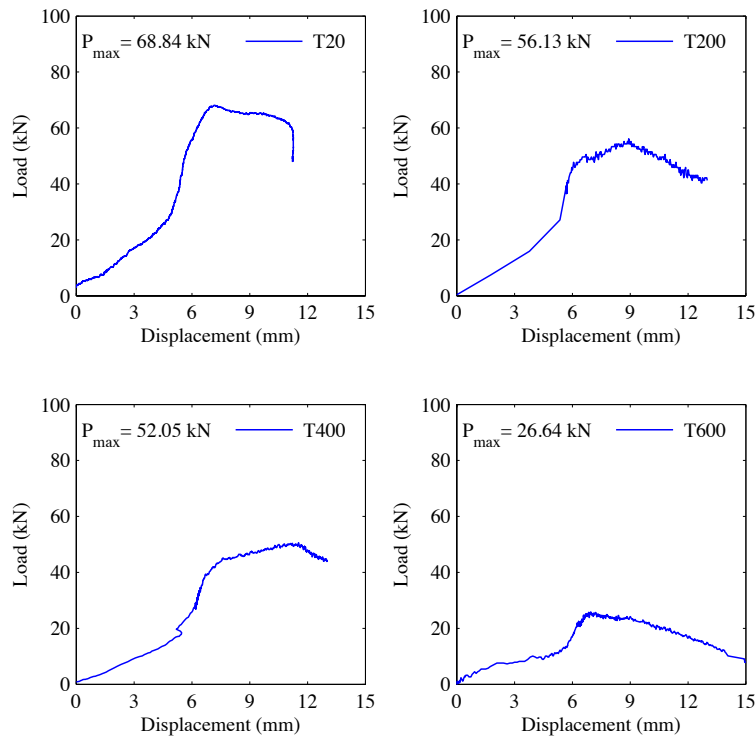 100
80
60
40
20
0
Load (kN)
P_max = 68.84 kN
T20
0 3 6 9 12 15
Displacement (mm)
100
80
60
40
20
0
Load (kN)
P_max = 56.13 kN
T200
0 3 6 9 12 15
Displacement (mm)
100
80
60
40
20
0
Load (kN)
P_max = 52.05 kN
T400
0 3 6 9 12 15
Displacement (mm)
100
80
60
40
20
0
Load (kN)
P_max = 26.64 kN
T600
0 3 6 9 12 15
Displacement (mm)